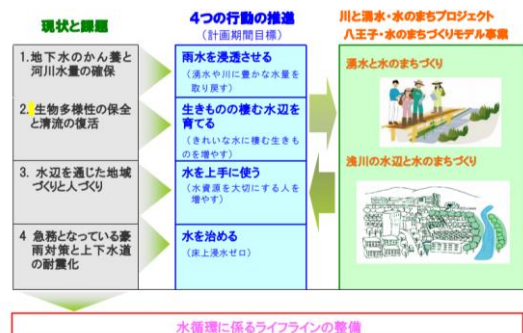 現状と課題
4つの行動の推進
(計画期間目標)
川と湧水・水のまちプロジェクト
八王子・水のまちづくりモデル事業
1.地下水のかん養と
河川水量の確保
雨水を浸透させる
(湧水や川に豊かな水量を
取り戻す)
湧水と水のまちづくり
2.生物多様性の保全
と清流の復活
生きものの棲む水辺を
育てる
(きれいな水に棲む生きも
のを増やす)
3. 水辺を通じた地域
づくりと人づくり
水を上手に使う
(水資源を大切にする人を
増やす)
浅川の水辺と水のまちづくり
4 急務となっている豪
雨対策と上下水道
の耐震化
水を治める
(床上浸水ゼロ)
水循環に係るライフラインの整備